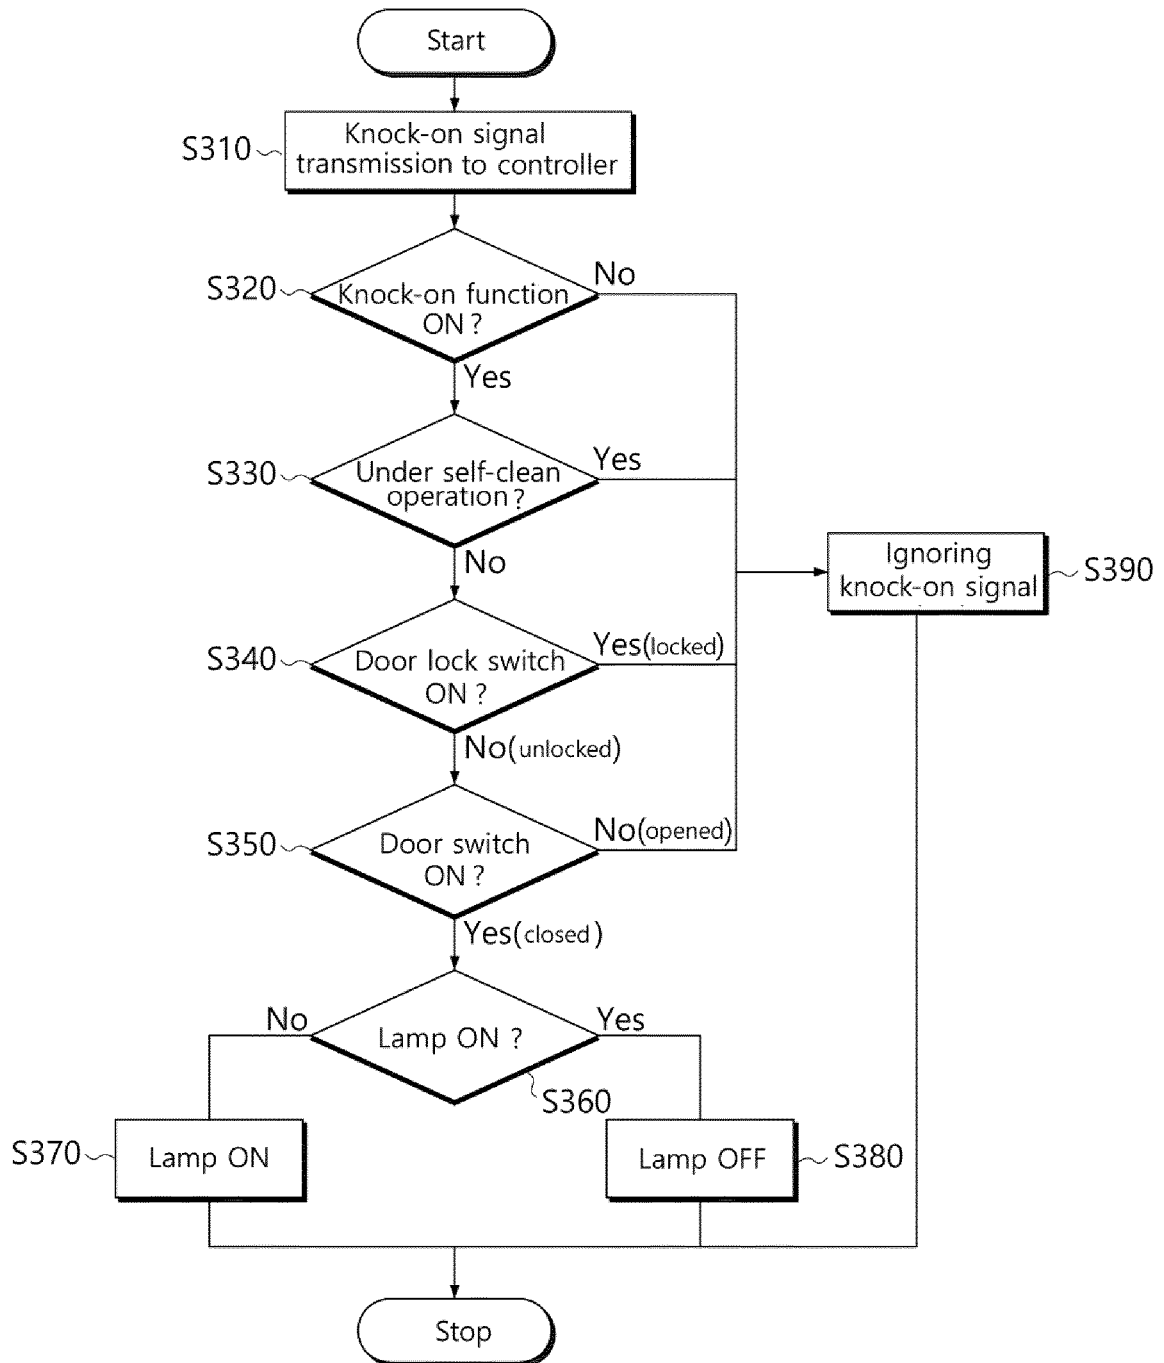 Start
S310
Knock-on signal
transmission to controller
S320
No
Knock-on function
ON ?
Yes
S330
Yes
Under self-clean
operation ?
No
Ignoring
knock-on signal
S390
S340
Yes(locked)
Door lock switch
ON ?
No(unlocked)
S350
No(opened)
Door switch
ON ?
Yes(closed)
No
Yes
Lamp ON ?
S360
S370
Lamp ON
Lamp OFF
S380
Stop